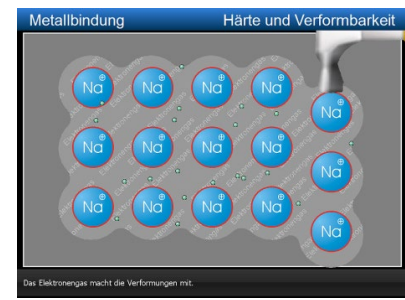 Metallbindung Härte und Verformbarkeit
Na ⊕ Na ⊕ Na ⊕ Na ⊕ Na ⊕
Na ⊕ Na ⊕ Na ⊕ Na ⊕ Na ⊕
Na ⊕ Na ⊕ Na ⊕ Na ⊕ Na ⊕
Elektronengas
Das Elektronengas macht die Verformungen mit.